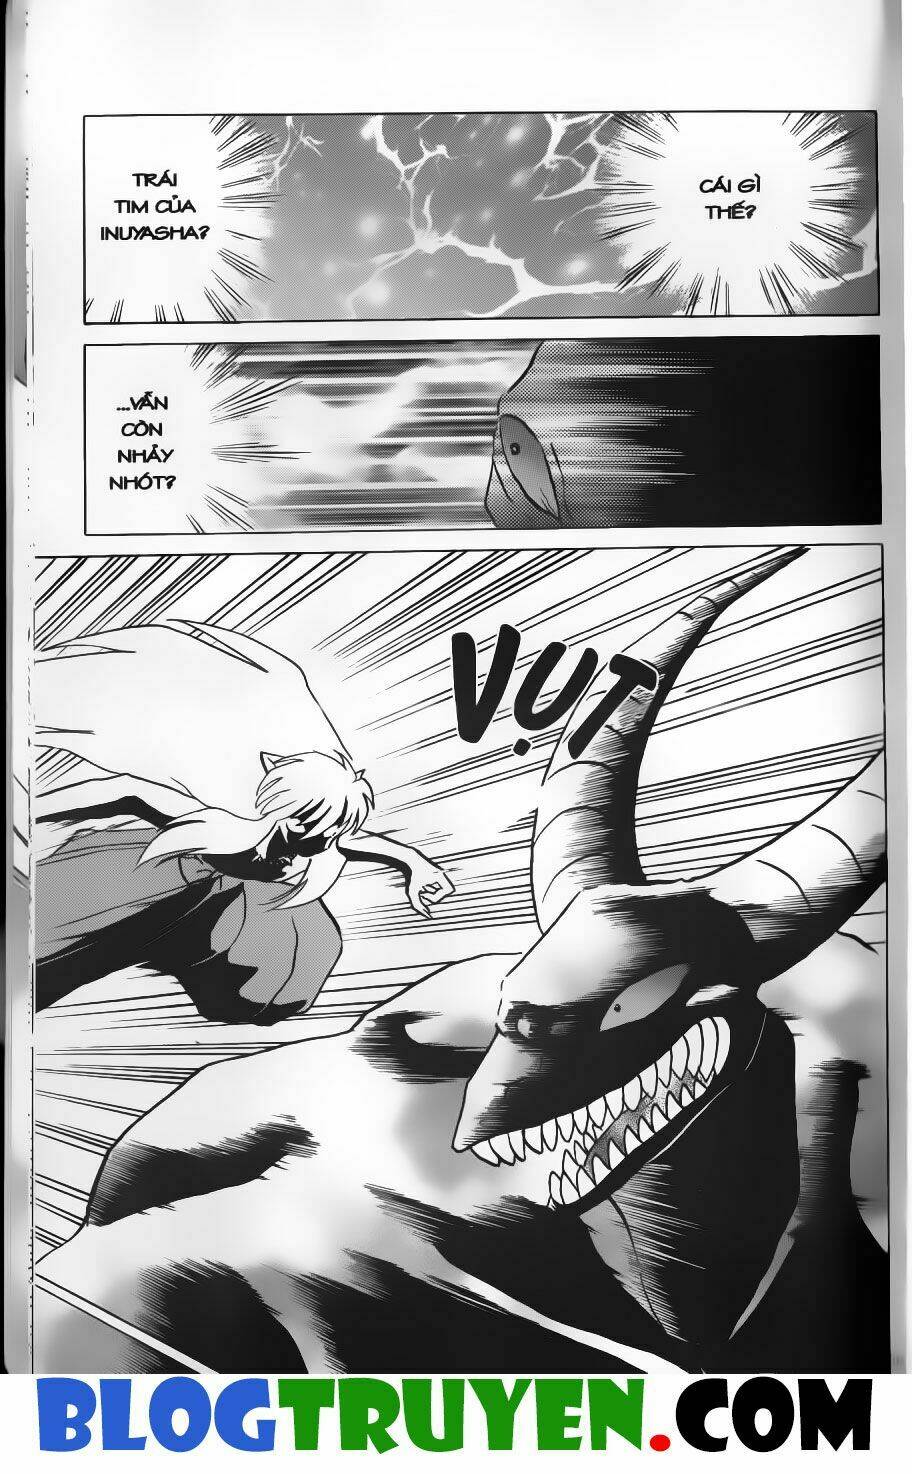 CÁI GÌ
THẾ?
TRÁI
TIM CỦA
INUYASHA?
...VẪN
CÒN
NHẢY
NHÓT?
VỤT
BLOGTRUYEN.COM